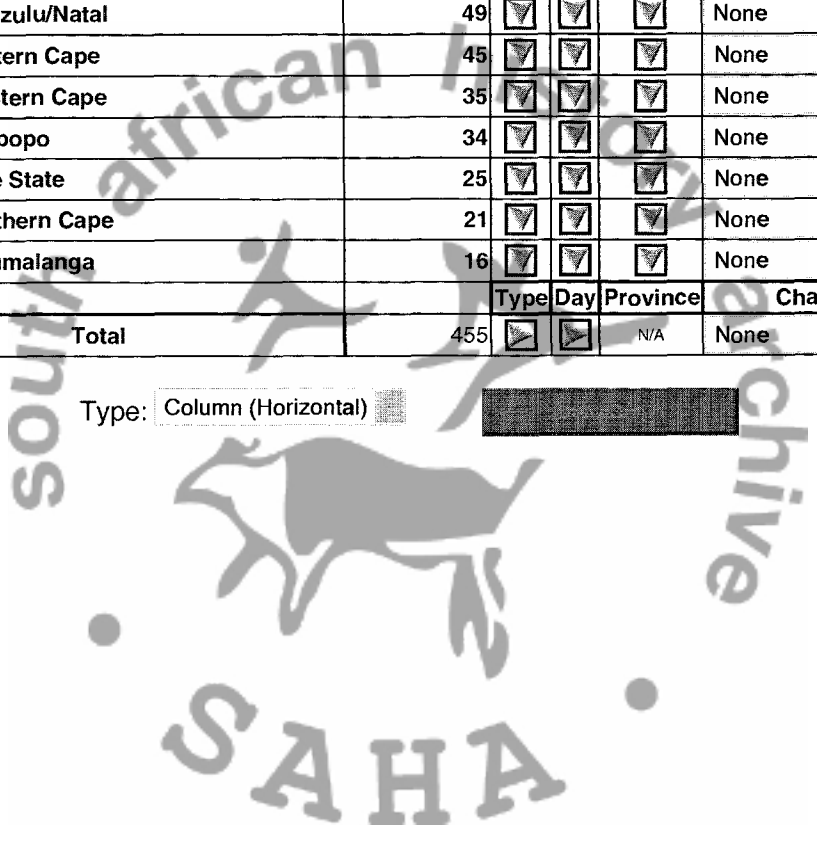 zulu/Natal 49 None
tern Cape 45 None
tern Cape 35 None
popo 34 None
State 25 None
thern Cape 21 None
malanga 16 None
Type Day Province Cha
Total 455 N/A None
Type: Column (Horizontal)
south african history archive
SAHA